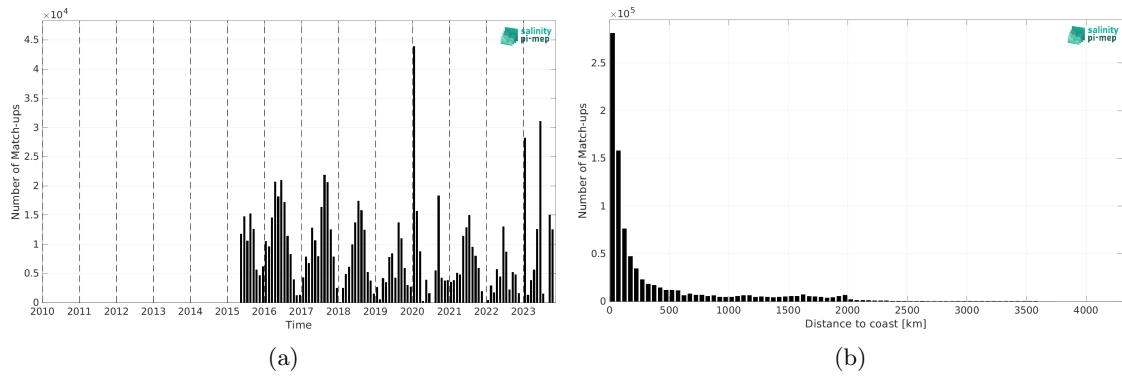 ×10⁴
4.5
4
3.5
3
2.5
2
1.5
1
0.5
0
Number of Match-ups
2010 2011 2012 2013 2014 2015 2016 2017 2018 2019 2020 2021 2022 2023
Time
salinity
pi-mep
(a)
×10⁵
2.5
2
1.5
1
0.5
0
Number of Match-ups
0 500 1000 1500 2000 2500 3000 3500 4000
Distance to coast [km]
salinity
pi-mep
(b)